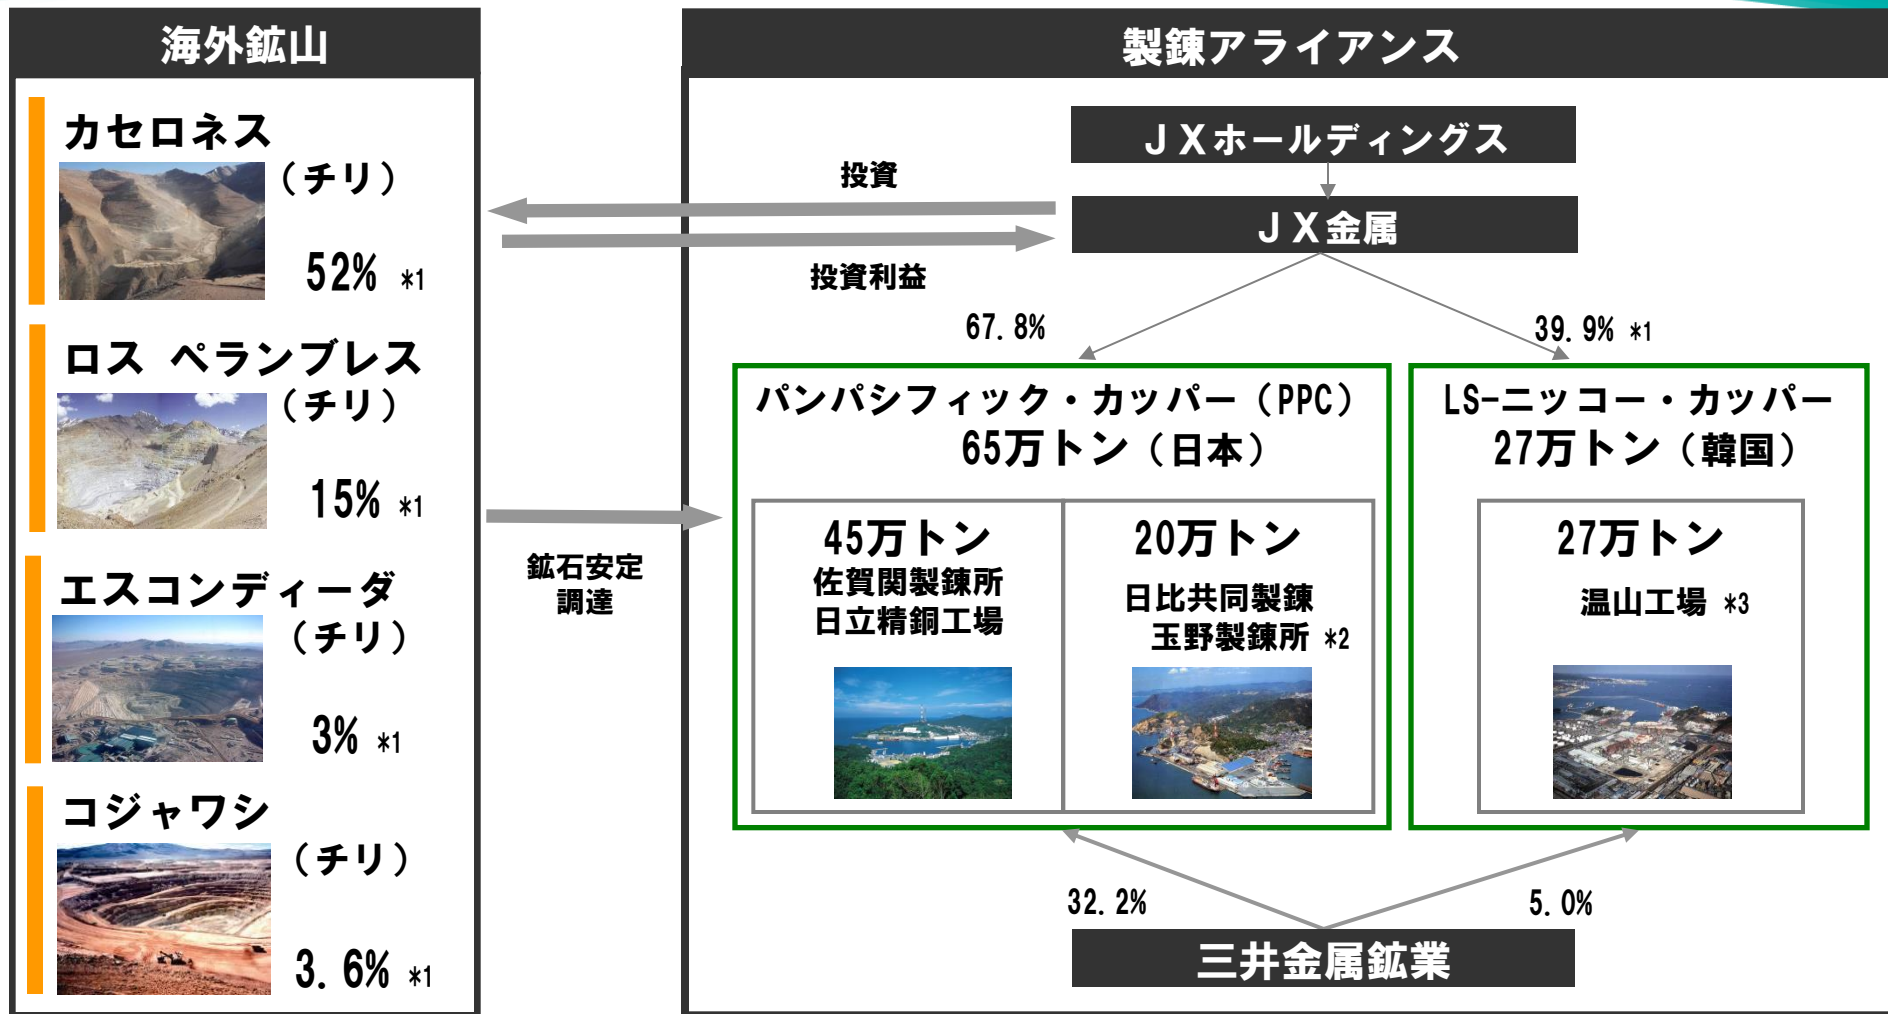 海外鉱山
カセロネス
（チリ）
52% *1
ロス ペランブレス
（チリ）
15% *1
エスコンディーダ
（チリ）
3% *1
コジャワシ
（チリ）
3.6% *1
投資
投資利益
鉱石安定
調達
製錬アライアンス
ＪＸホールディングス
ＪＸ金属
67.8%
39.9% *1
パンパシフィック・カッパー（PPC）
65万トン（日本）
45万トン
佐賀関製錬所
日立精銅工場
20万トン
日比共同製錬
玉野製錬所 *2
LS-ニッコー・カッパー
27万トン（韓国）
27万トン
温山工場 *3
32.2%
5.0%
三井金属鉱業